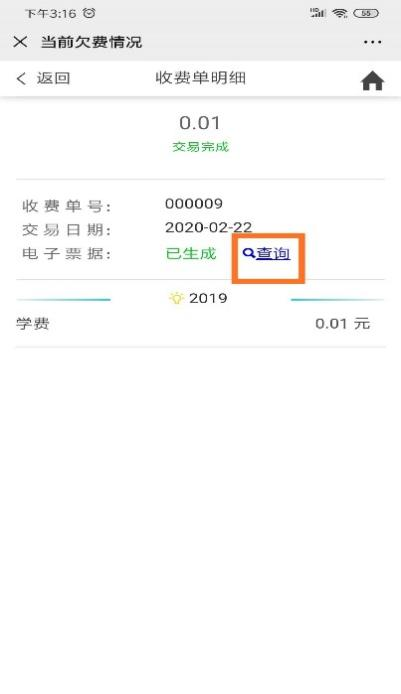 下午3:16
55
当前欠费情况
返回 收费单明细
0.01
交易完成
收费单号： 000009
交易日期： 2020-02-22
电子票据： 已生成 查询
2019
学费 0.01 元